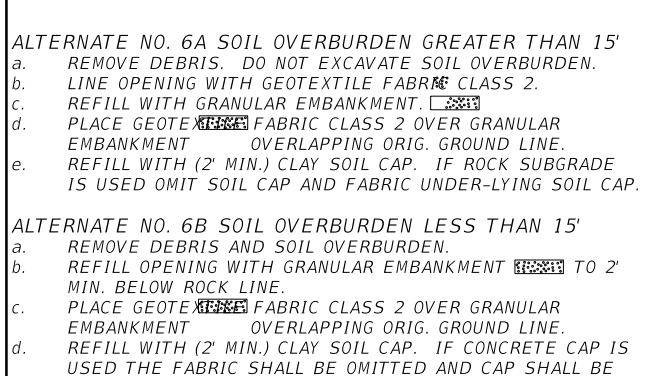 ALTERNATE NO. 6A SOIL OVERBURDEN GREATER THAN 15'
a. REMOVE DEBRIS. DO NOT EXCAVATE SOIL OVERBURDEN.
b. LINE OPENING WITH GEOTEXTILE FABRIC CLASS 2.
c. REFILL WITH GRANULAR EMBANKMENT.
d. PLACE GEOTEXTILE FABRIC CLASS 2 OVER GRANULAR
EMBANKMENT OVERLAPPING ORIG. GROUND LINE.
e. REFILL WITH (2' MIN.) CLAY SOIL CAP. IF ROCK SUBGRADE
IS USED OMIT SOIL CAP AND FABRIC UNDER-LYING SOIL CAP.
ALTERNATE NO. 6B SOIL OVERBURDEN LESS THAN 15'
a. REMOVE DEBRIS AND SOIL OVERBURDEN.
b. REFILL OPENING WITH GRANULAR EMBANKMENT TO 2'
MIN. BELOW ROCK LINE.
c. PLACE GEOTEXTILE FABRIC CLASS 2 OVER GRANULAR
EMBANKMENT OVERLAPPING ORIG. GROUND LINE.
d. REFILL WITH (2' MIN.) CLAY SOIL CAP. IF CONCRETE CAP IS
USED THE FABRIC SHALL BE OMITTED AND CAP SHALL BE